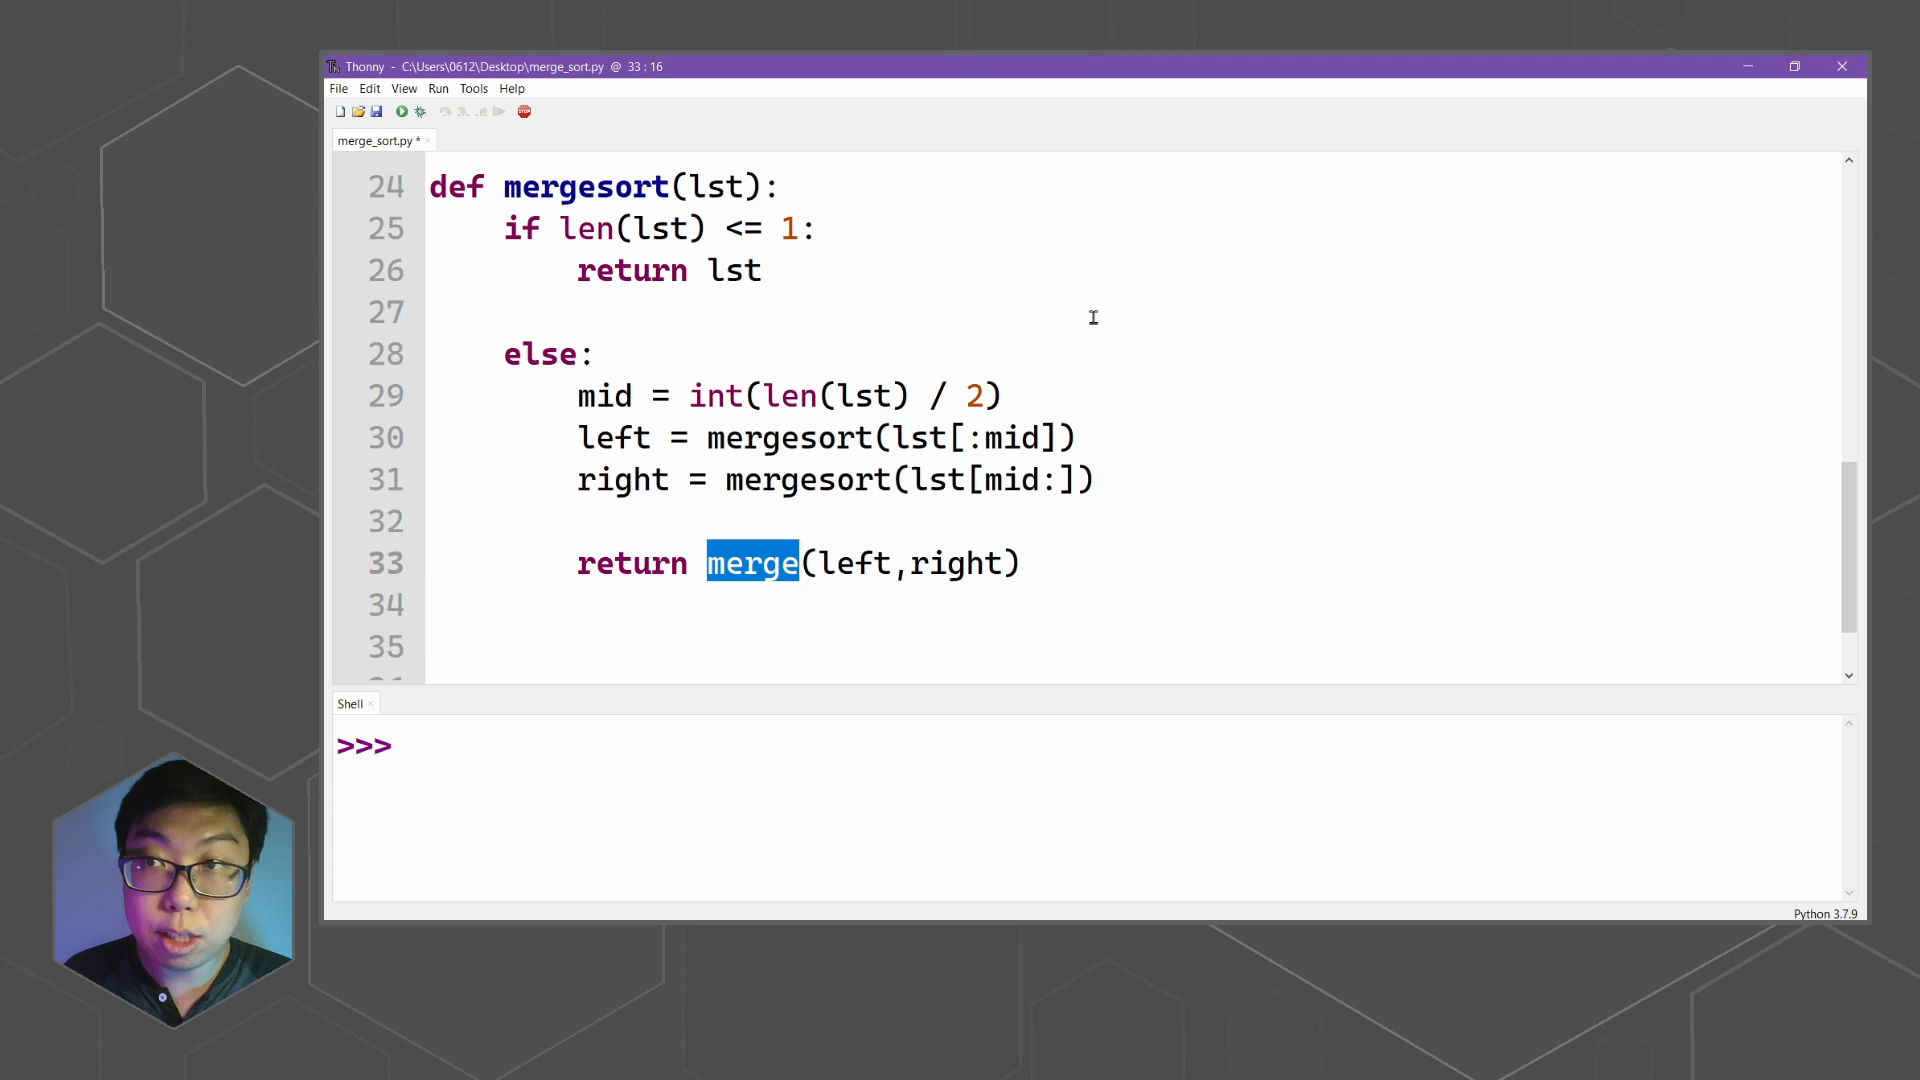 Thonny - C:\Users\0612\Desktop\merge_sort.py @ 33 : 16
File Edit View Run Tools Help
STOP
merge_sort.py * ×
24 def mergesort(lst):
25 if len(lst) <= 1:
26 return lst
27
28 else:
29 mid = int(len(lst) / 2)
30 left = mergesort(lst[:mid])
31 right = mergesort(lst[mid:])
32
33 return merge(left,right)
34
35
Shell ×
>>>
Python 3.7.9